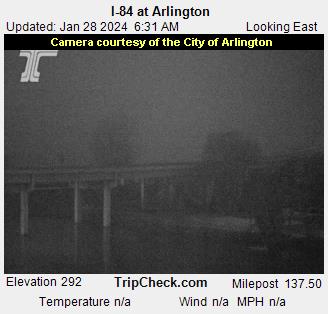 I-84 at Arlington
Updated: Jan 28 2024 6:31 AM Looking East
Camera courtesy of the City of Arlington
Elevation 292 TripCheck.com Milepost 137.50
Temperature n/a Wind n/a MPH n/a